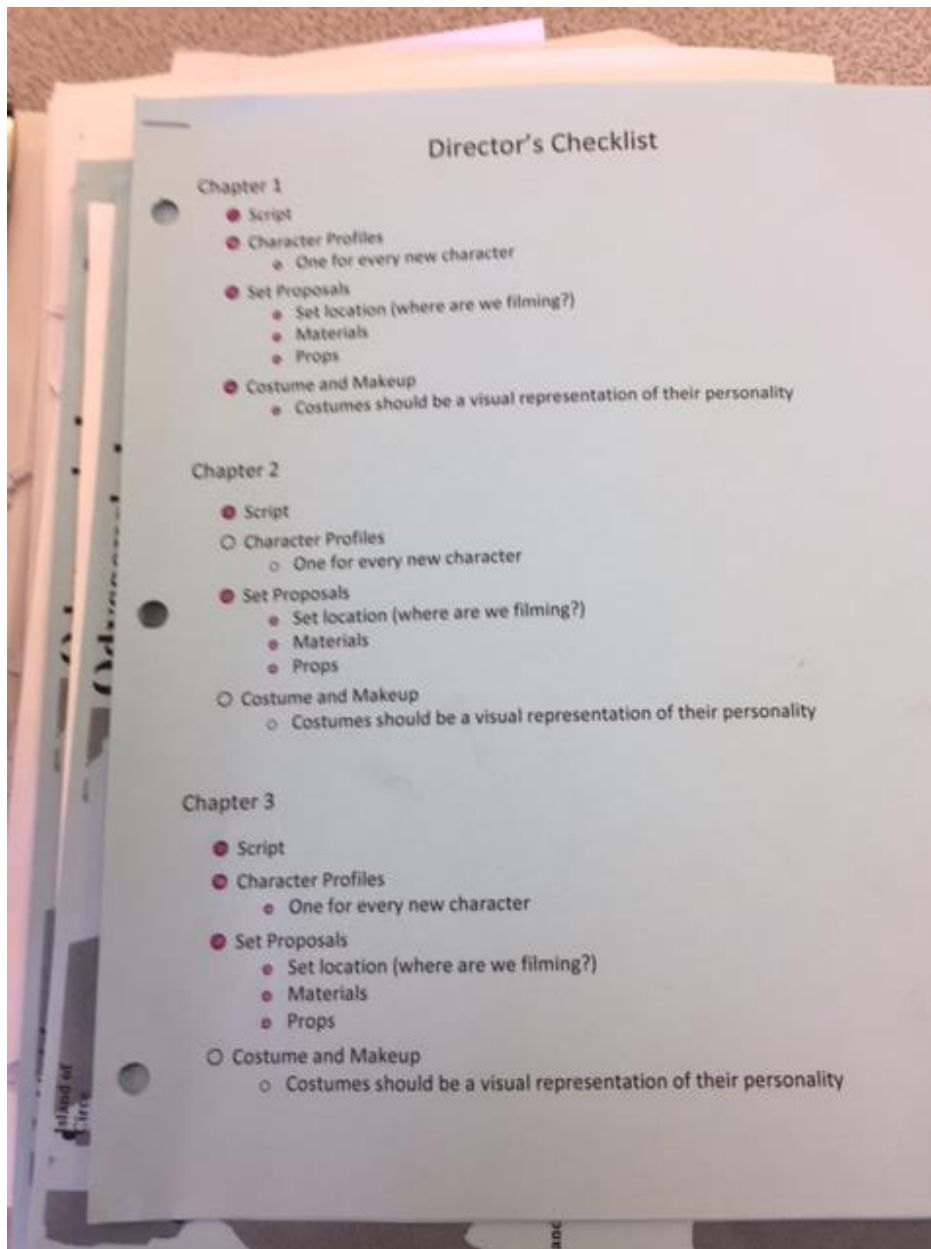 Director's Checklist
Chapter 1
Script
Character Profiles
One for every new character
Set Proposals
Set location (where are we filming?)
Materials
Props
Costume and Makeup
Costumes should be a visual representation of their personality
Chapter 2
Script
Character Profiles
One for every new character
Set Proposals
Set location (where are we filming?)
Materials
Props
Costume and Makeup
Costumes should be a visual representation of their personality
Chapter 3
Script
Character Profiles
One for every new character
Set Proposals
Set location (where are we filming?)
Materials
Props
Costume and Makeup
Costumes should be a visual representation of their personality
Island of
Circe